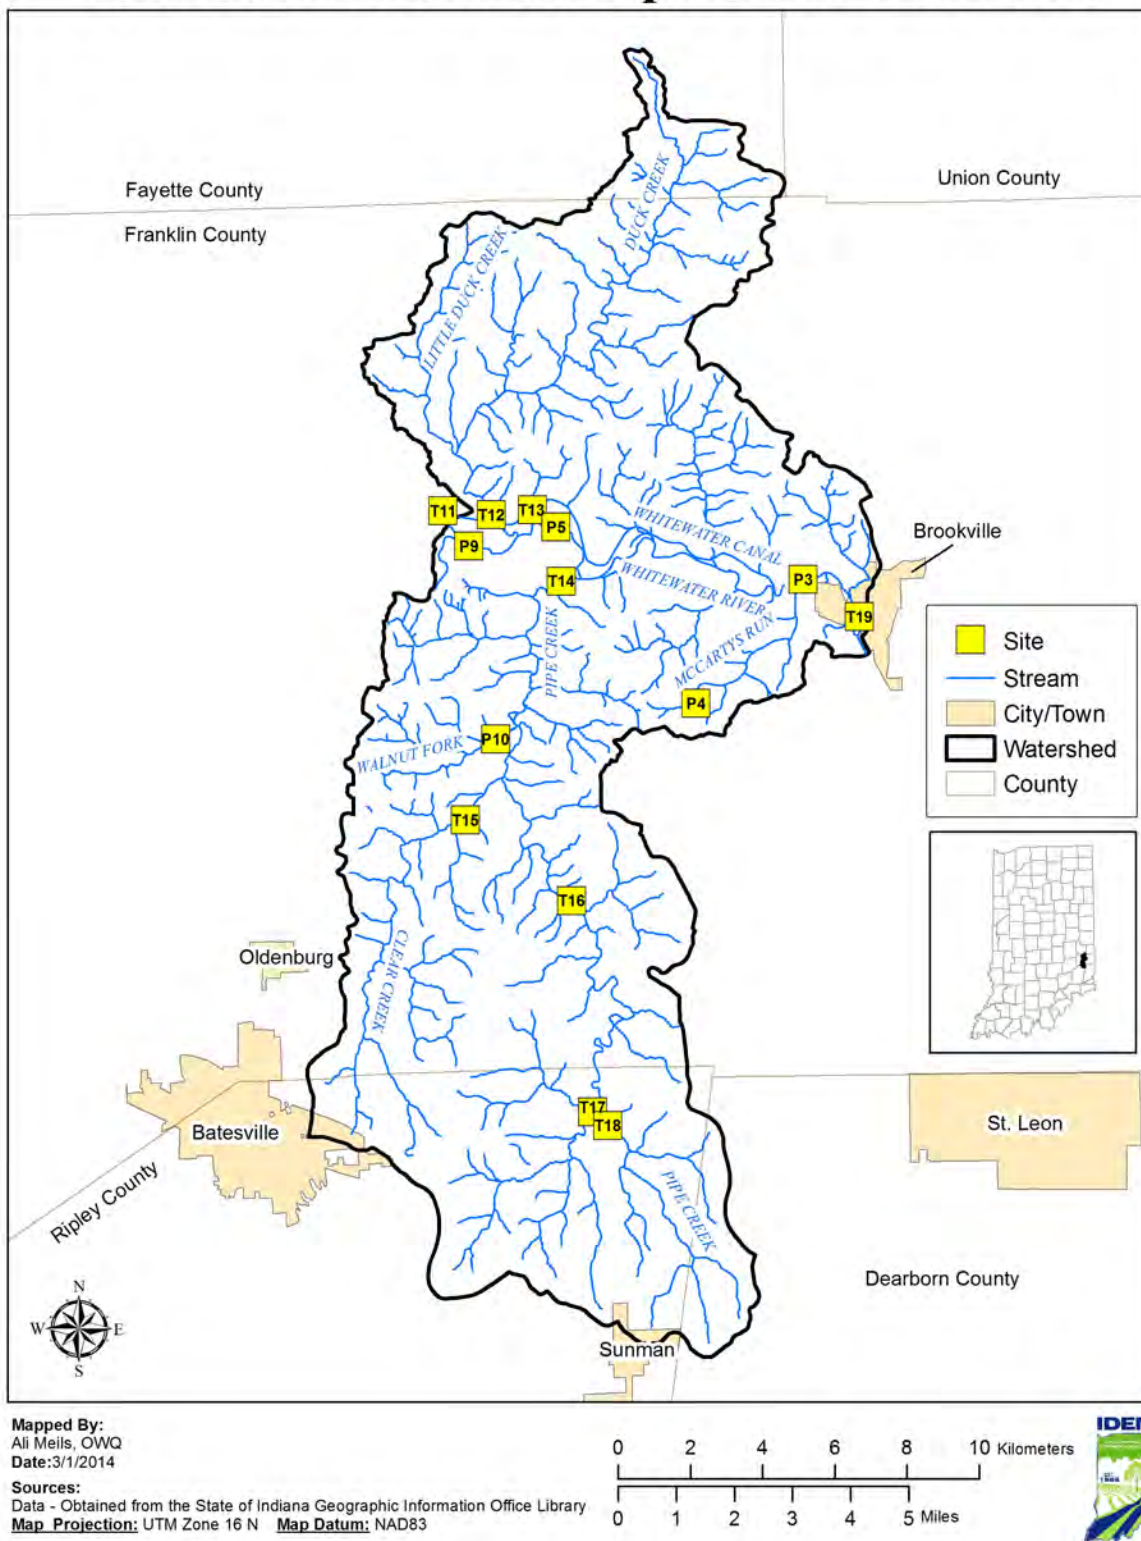 Fayette County
Union County
Franklin County
DUCK CREEK
LITTLE DUCK CREEK
T11
T12
T13
P5
P9
WHITEWATER CANAL
Brookville
T14
WHITEWATER RIVER
P3
T19
PIPE CREEK
MCCARTYS RUN
P4
Site
Stream
City/Town
Watershed
County
P10
WALNUT FORK
T15
T16
CLEAR CREEK
Oldenburg
T17
T18
Batesville
St. Leon
Ripley County
PIPE CREEK
Dearborn County
N
W
E
S
Sunman
Mapped By:
Ali Meils, OWQ
Date:3/1/2014
Sources:
Data - Obtained from the State of Indiana Geographic Information Office Library
Map Projection: UTM Zone 16 N Map Datum: NAD83
0 2 4 6 8 10 Kilometers
0 1 2 3 4 5 Miles